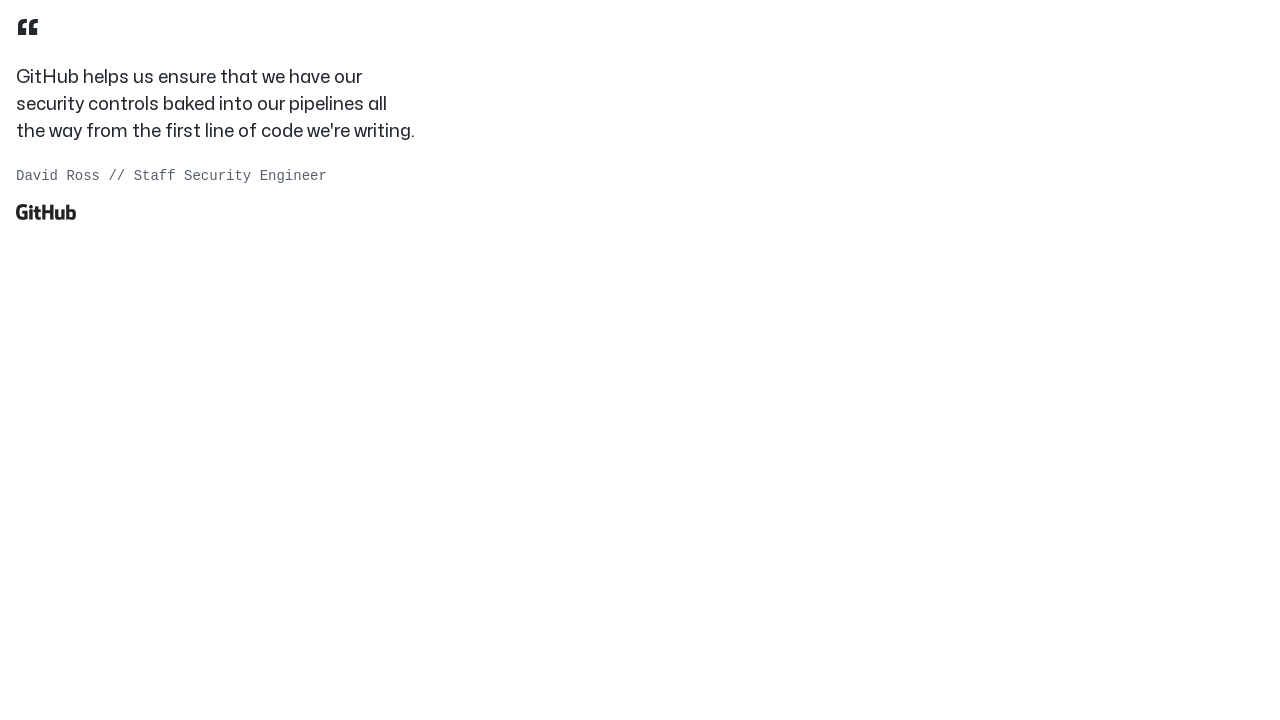 “
GitHub helps us ensure that we have our
security controls baked into our pipelines all
the way from the first line of code we're writing.
David Ross // Staff Security Engineer
GitHub